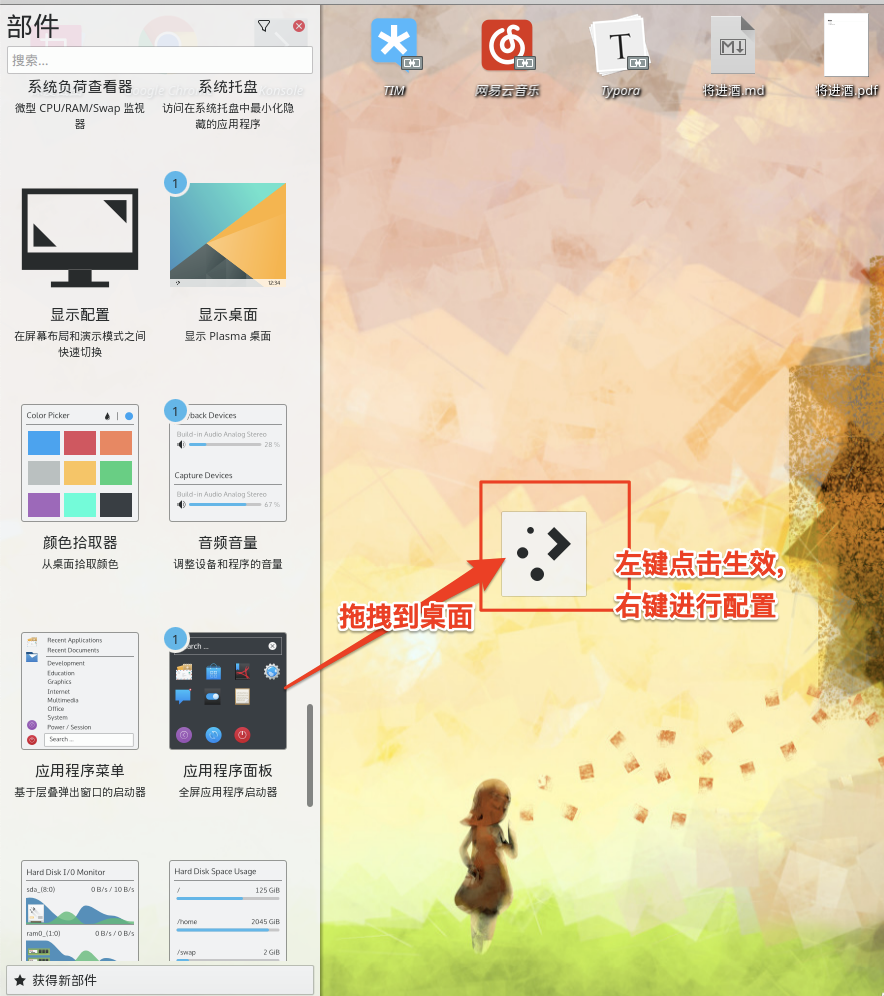 部件
搜索...
系统负荷查看器
微型 CPU/RAM/Swap 监视
器
系统托盘
访问在系统托盘中最小化隐
藏的应用程序
TIM
网易云音乐
Typora
M
将进酒.md
将进酒.pdf
显示配置
在屏幕布局和演示模式之间
快速切换
1
12:34
显示桌面
显示 Plasma 桌面
Color Picker
颜色拾取器
从桌面拾取颜色
1
back Devices
Build-in Audio Analog Stereo
28 %
Capture Devices
Build-in Audio Analog Stereo
67 %
音频音量
调整设备和程序的音量
拖拽到桌面
左键点击生效,
右键进行配置
Recent Applications
Recent Documents
Development
Education
Graphics
Internet
Multimedia
Office
System
Power / Session
Search ...
应用程序菜单
基于层叠弹出窗口的启动器
1
arch ...
应用程序面板
全屏应用程序启动器
Hard Disk I/O Monitor
sda_(8:0) 0 B/s / 10 B/s
ram0_(1:0) 0 B/s / 0 B/s
Hard Disk Space Usage
/ 125 GiB
/home 2045 GiB
/swap 2 GiB
获得新部件